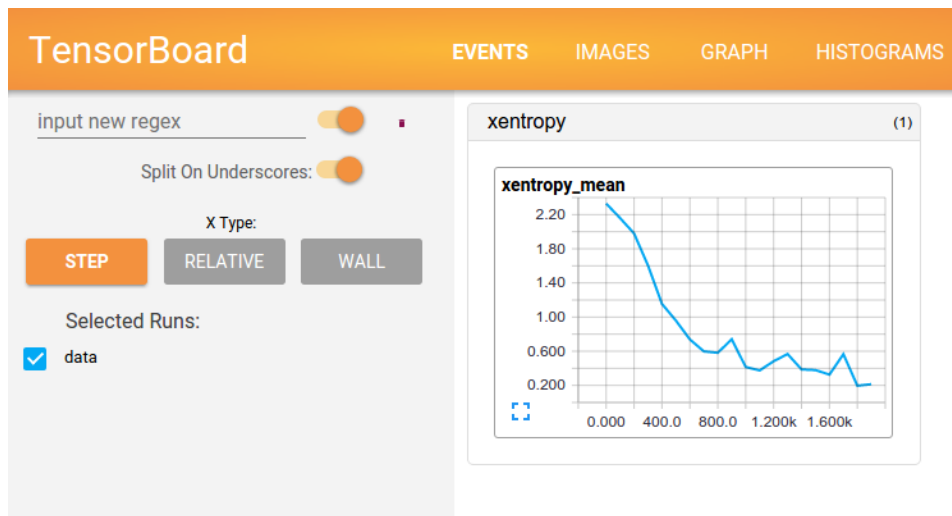 TensorBoard
EVENTS IMAGES GRAPH HISTOGRAMS
input new regex
Split On Underscores:
X Type:
STEP RELATIVE WALL
Selected Runs:
data
xentropy (1)
xentropy_mean
2.20
1.80
1.40
1.00
0.600
0.200
0.000 400.0 800.0 1.200k 1.600k